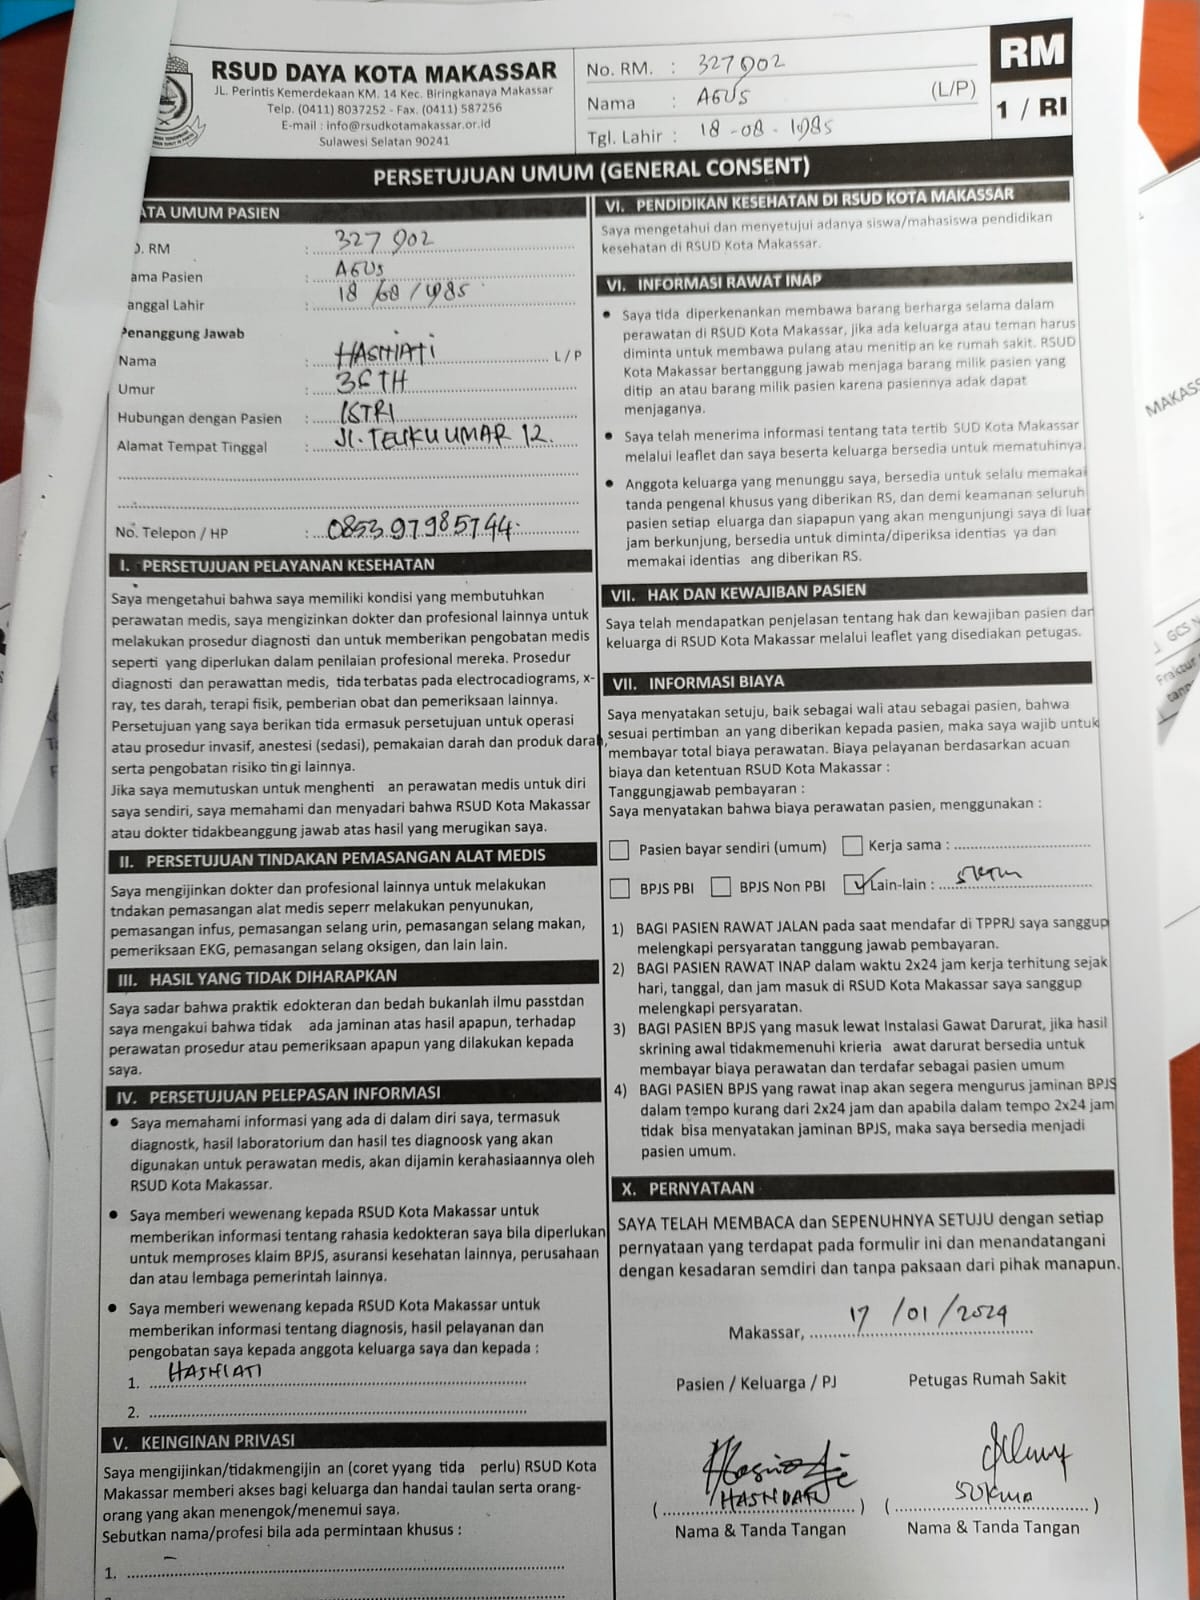 RSUD DAYA KOTA MAKASSAR
JL. Perintis Kemerdekaan KM. 14 Kec. Biringkanaya Makassar
Telp. (0411) 8037252 - Fax. (0411) 587256
E-mail : info@rsudkotamakassar.or.id
Sulawesi Selatan 90241
No. RM. : 327902
Nama : AGUS (L/P)
Tgl. Lahir : 18-08-1985
RM
1 / RI
PERSETUJUAN UMUM (GENERAL CONSENT)
ATA UMUM PASIEN
O. RM : 327 902
ama Pasien : AGUS
anggal Lahir : 18 /08 /1985
Penanggung Jawab
Nama : HASHIATI L / P
Umur : 36TH
Hubungan dengan Pasien : ISTRI
Alamat Tempat Tinggal : Jl. TEUKU UMAR 12.
No. Telepon / HP : 085397985744
I. PERSETUJUAN PELAYANAN KESEHATAN
Saya mengetahui bahwa saya memiliki kondisi yang membutuhkan
perawatan medis, saya mengizinkan dokter dan profesional lainnya untuk
melakukan prosedur diagnosti dan untuk memberikan pengobatan medis
seperti yang diperlukan dalam penilaian profesional mereka. Prosedur
diagnosti dan perawattan medis, tida terbatas pada electrocadiograms, x-
ray, tes darah, terapi fisik, pemberian obat dan pemeriksaan lainnya.
Persetujuan yang saya berikan tida ermasuk persetujuan untuk operasi
atau prosedur invasif, anestesi (sedasi), pemakaian darah dan produk darah,
serta pengobatan risiko tin gi lainnya.
Jika saya memutuskan untuk menghenti an perawatan medis untuk diri
saya sendiri, saya memahami dan menyadari bahwa RSUD Kota Makassar
atau dokter tidakbeanggung jawab atas hasil yang merugikan saya.
II. PERSETUJUAN TINDAKAN PEMASANGAN ALAT MEDIS
Saya mengijinkan dokter dan profesional lainnya untuk melakukan
tndakan pemasangan alat medis seperr melakukan penyunukan,
pemasangan infus, pemasangan selang urin, pemasangan selang makan,
pemeriksaan EKG, pemasangan selang oksigen, dan lain lain.
III. HASIL YANG TIDAK DIHARAPKAN
Saya sadar bahwa praktik edokteran dan bedah bukanlah ilmu passtdan
saya mengakui bahwa tidak ada jaminan atas hasil apapun, terhadap
perawatan prosedur atau pemeriksaan apapun yang dilakukan kepada
saya.
IV. PERSETUJUAN PELEPASAN INFORMASI
• Saya memahami informasi yang ada di dalam diri saya, termasuk
diagnostk, hasil laboratorium dan hasil tes diagnoosk yang akan
digunakan untuk perawatan medis, akan dijamin kerahasiaannya oleh
RSUD Kota Makassar.
• Saya memberi wewenang kepada RSUD Kota Makassar untuk
memberikan informasi tentang rahasia kedokteran saya bila diperlukan
untuk memproses klaim BPJS, asuransi kesehatan lainnya, perusahaan
dan atau lembaga pemerintah lainnya.
• Saya memberi wewenang kepada RSUD Kota Makassar untuk
memberikan informasi tentang diagnosis, hasil pelayanan dan
pengobatan saya kepada anggota keluarga saya dan kepada :
1. HASHIATI
2.
V. KEINGINAN PRIVASI
Saya mengijinkan/tidakmengijin an (coret yyang tida perlu) RSUD Kota
Makassar memberi akses bagi keluarga dan handai taulan serta orang-
orang yang akan menengok/menemui saya.
Sebutkan nama/profesi bila ada permintaan khusus :
1. –
VI. PENDIDIKAN KESEHATAN DI RSUD KOTA MAKASSAR
Saya mengetahui dan menyetujui adanya siswa/mahasiswa pendidikan
kesehatan di RSUD Kota Makassar.
VI. INFORMASI RAWAT INAP
• Saya tida diperkenankan membawa barang berharga selama dalam
perawatan di RSUD Kota Makassar, jika ada keluarga atau teman harus
diminta untuk membawa pulang atau menitip an ke rumah sakit. RSUD
Kota Makassar bertanggung jawab menjaga barang milik pasien yang
ditip an atau barang milik pasien karena pasiennya adak dapat
menjaganya.
• Saya telah menerima informasi tentang tata tertib SUD Kota Makassar
melalui leaflet dan saya beserta keluarga bersedia untuk mematuhinya.
• Anggota keluarga yang menunggu saya, bersedia untuk selalu memakai
tanda pengenal khusus yang diberikan RS, dan demi keamanan seluruh
pasien setiap eluarga dan siapapun yang akan mengunjungi saya di luar
jam berkunjung, bersedia untuk diminta/diperiksa identias ya dan
memakai identias ang diberikan RS.
VII. HAK DAN KEWAJIBAN PASIEN
Saya telah mendapatkan penjelasan tentang hak dan kewajiban pasien dan
keluarga di RSUD Kota Makassar melalui leaflet yang disediakan petugas.
VII. INFORMASI BIAYA
Saya menyatakan setuju, baik sebagai wali atau sebagai pasien, bahwa
sesuai pertimban an yang diberikan kepada pasien, maka saya wajib untuk
membayar total biaya perawatan. Biaya pelayanan berdasarkan acuan
biaya dan ketentuan RSUD Kota Makassar :
Tanggungjawab pembayaran :
Saya menyatakan bahwa biaya perawatan pasien, menggunakan :
Pasien bayar sendiri (umum) Kerja sama :
BPJS PBI BPJS Non PBI ✓ Lain-lain :
1) BAGI PASIEN RAWAT JALAN pada saat mendafar di TPPRJ saya sanggup
melengkapi persyaratan tanggung jawab pembayaran.
2) BAGI PASIEN RAWAT INAP dalam waktu 2x24 jam kerja terhitung sejak
hari, tanggal, dan jam masuk di RSUD Kota Makassar saya sanggup
melengkapi persyaratan.
3) BAGI PASIEN BPJS yang masuk lewat Instalasi Gawat Darurat, jika hasil
skrining awal tidakmemenuhi krieria awat darurat bersedia untuk
membayar biaya perawatan dan terdafar sebagai pasien umum
4) BAGI PASIEN BPJS yang rawat inap akan segera mengurus jaminan BPJS
dalam tempo kurang dari 2x24 jam dan apabila dalam tempo 2x24 jam
tidak bisa menyatakan jaminan BPJS, maka saya bersedia menjadi
pasien umum.
X. PERNYATAAN
SAYA TELAH MEMBACA dan SEPENUHNYA SETUJU dengan setiap
pernyataan yang terdapat pada formulir ini dan menandatangani
dengan kesadaran semdiri dan tanpa paksaan dari pihak manapun.
Makassar, 17 /01 /2024
Pasien / Keluarga / PJ Petugas Rumah Sakit
( ) ( sukma )
Nama & Tanda Tangan Nama & Tanda Tangan
MAKASS
GCS
Fraktur